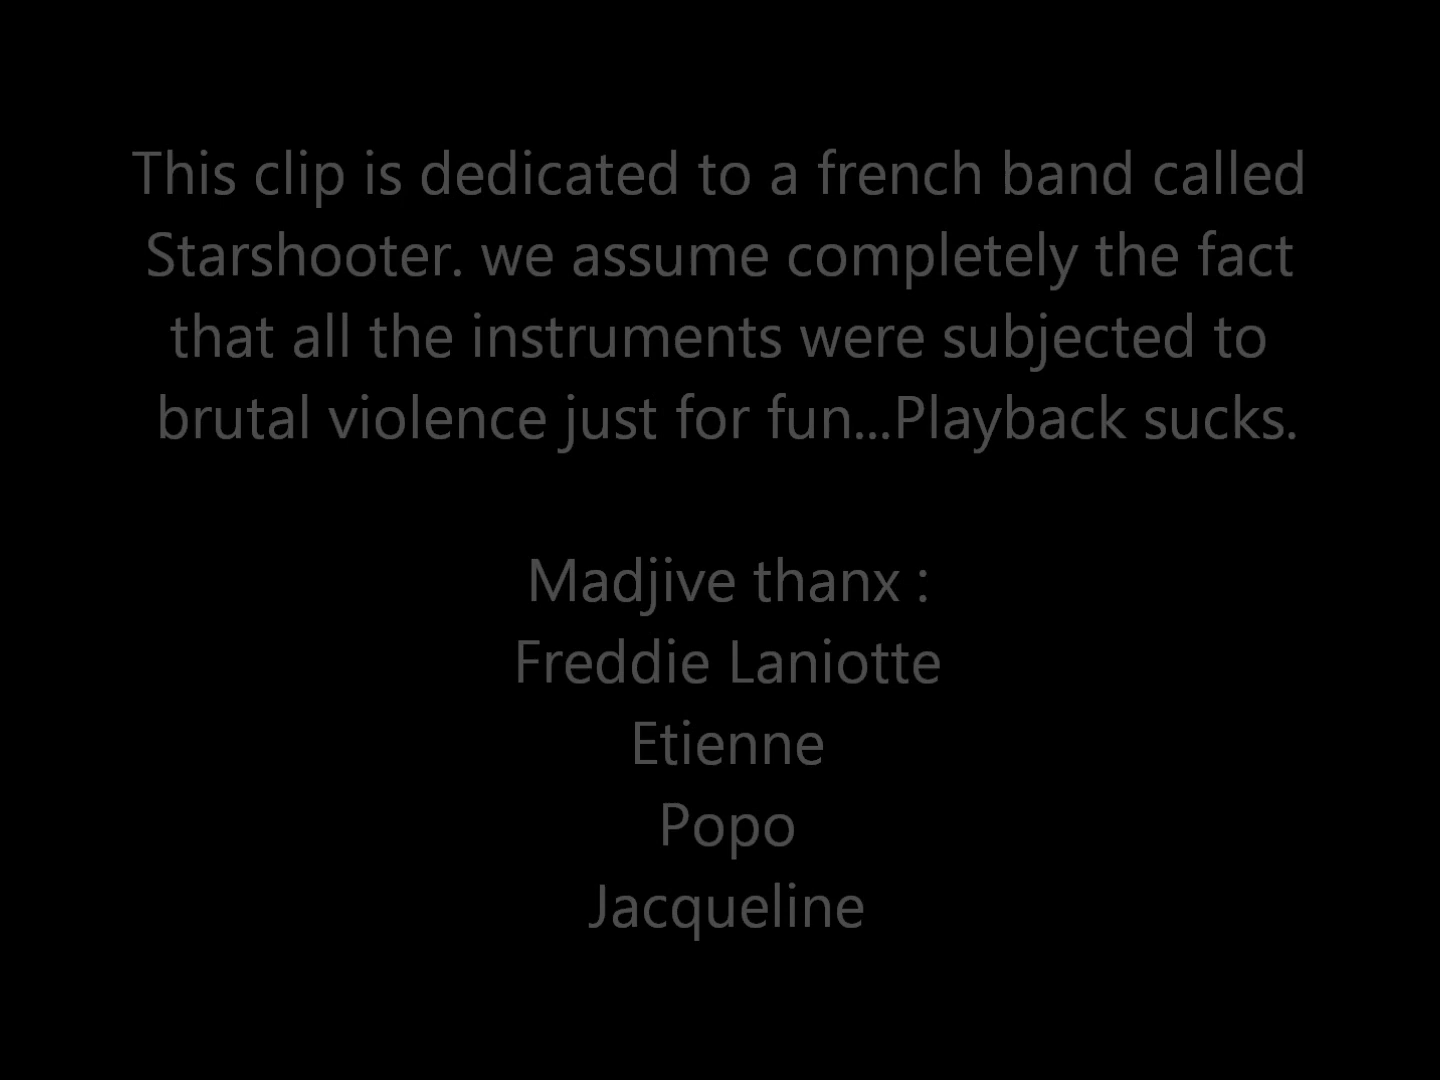 This clip is dedicated to a french band called
Starshooter. we assume completely the fact
that all the instruments were subjected to
brutal violence just for fun...Playback sucks.
Madjive thanx :
Freddie Laniotte
Etienne
Popo
Jacqueline